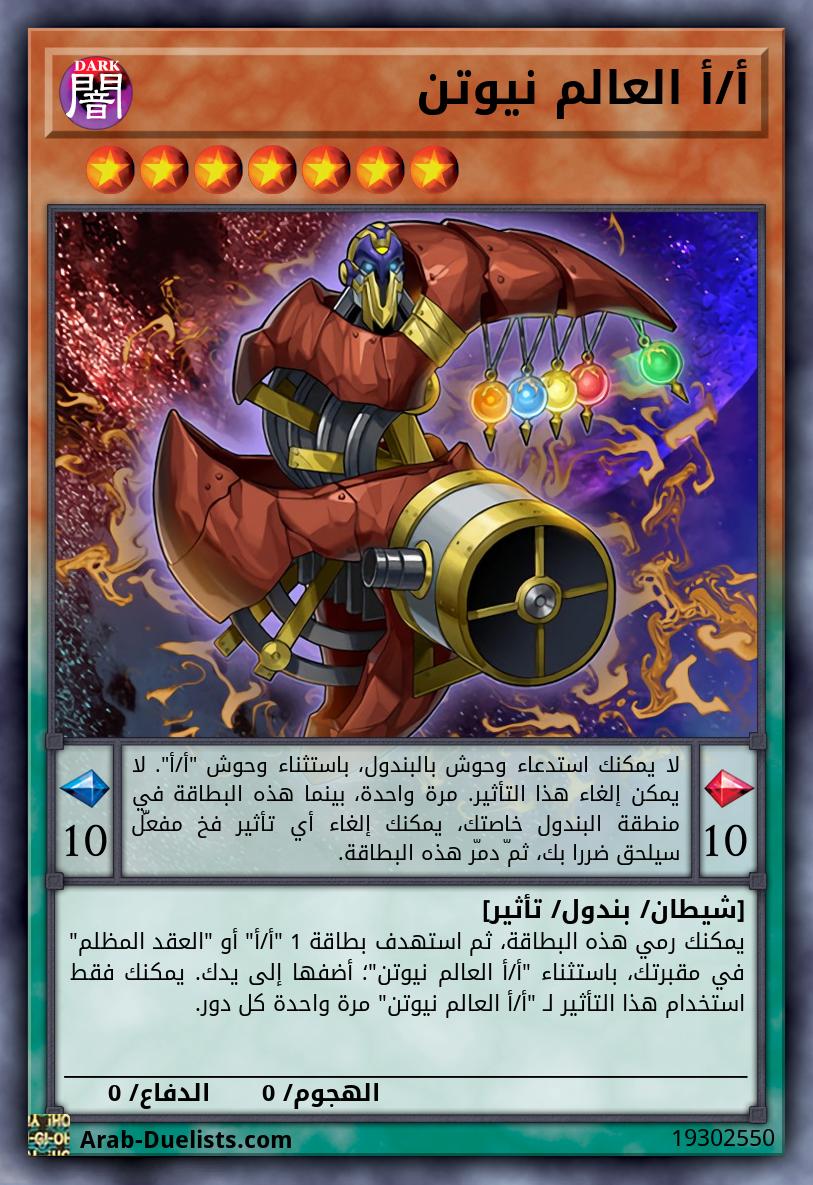 أ/أ العالم نيوتن
DARK
闇
لا يمكنك استدعاء وحوش بالبندول، باستثناء وحوش "أ/أ". لا
يمكن إلغاء هذا التأثير. مرة واحدة، بينما هذه البطاقة في
منطقة البندول خاصتك، يمكنك إلغاء أي تأثير فخ مفعّل
سيلحق ضررا بك، ثمّ دمّر هذه البطاقة.
10
10
[شيطان/ بندول/ تأثير]
يمكنك رمي هذه البطاقة، ثم استهدف بطاقة 1 "أ/أ" أو "العقد المظلم"
في مقبرتك، باستثناء "أ/أ العالم نيوتن"؛ أضفها إلى يدك. يمكنك فقط
استخدام هذا التأثير لـ "أ/أ العالم نيوتن" مرة واحدة كل دور.
الهجوم/ 0 الدفاع/ 0
Arab-Duelists.com
19302550